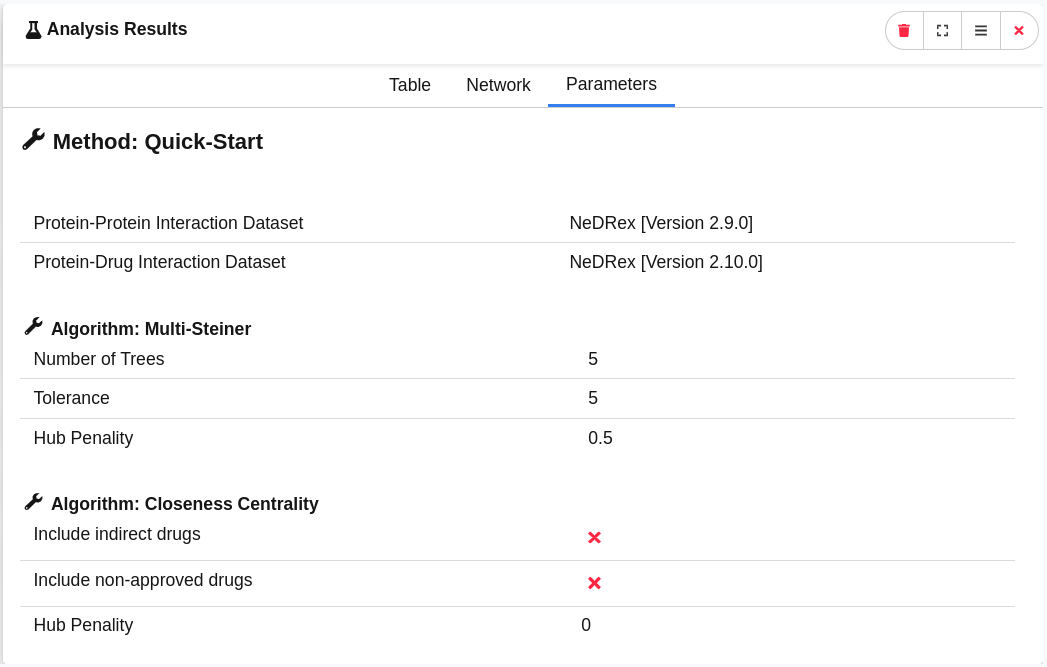 Analysis Results
Table Network Parameters
Method: Quick-Start
Protein-Protein Interaction Dataset NeDRex [Version 2.9.0]
Protein-Drug Interaction Dataset NeDRex [Version 2.10.0]
Algorithm: Multi-Steiner
Number of Trees 5
Tolerance 5
Hub Penality 0.5
Algorithm: Closeness Centrality
Include indirect drugs
Include non-approved drugs
Hub Penality 0